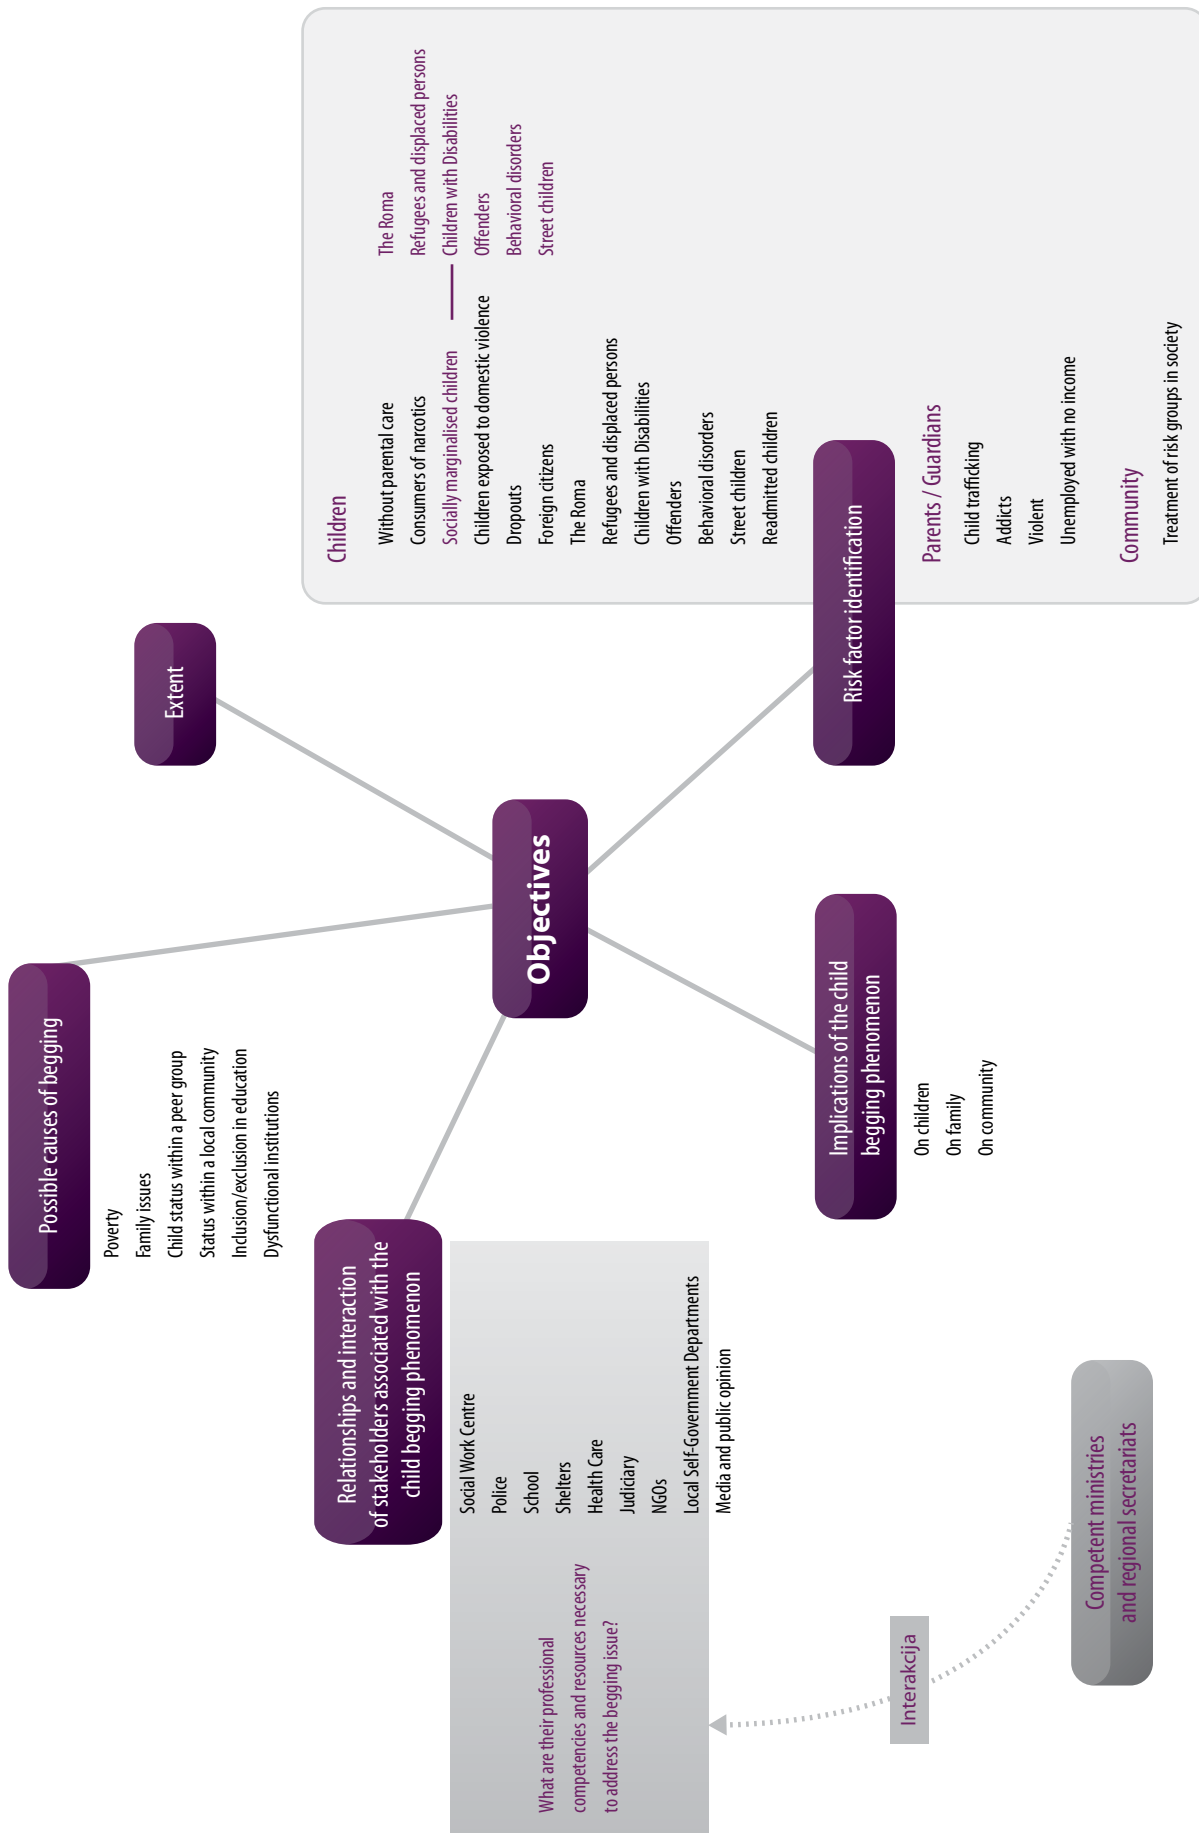 Possible causes of begging
Poverty
Family issues
Child status within a peer group
Status within a local community
Inclusion/exclusion in education
Dysfunctional institutions
Extent
Relationships and interaction
of stakeholders associated with the
child begging phenomenon
Social Work Centre
Police
School
Shelters
Health Care
Judiciary
NGOs
Local Self-Government Departments
Media and public opinion
What are their professional
competencies and resources necessary
to address the begging issue?
Interakcija
Competent ministries
and regional secretariats
Objectives
Implications of the child
begging phenomenon
On children
On family
On community
Risk factor identification
Children
Without parental care
Consumers of narcotics
Socially marginalised children
Children exposed to domestic violence
Dropouts
Foreign citizens
The Roma
Refugees and displaced persons
Children with Disabilities
Offenders
Behavioral disorders
Street children
Readmitted children
The Roma
Refugees and displaced persons
Children with Disabilities
Offenders
Behavioral disorders
Street children
Parents / Guardians
Child trafficking
Addicts
Violent
Unemployed with no income
Community
Treatment of risk groups in society